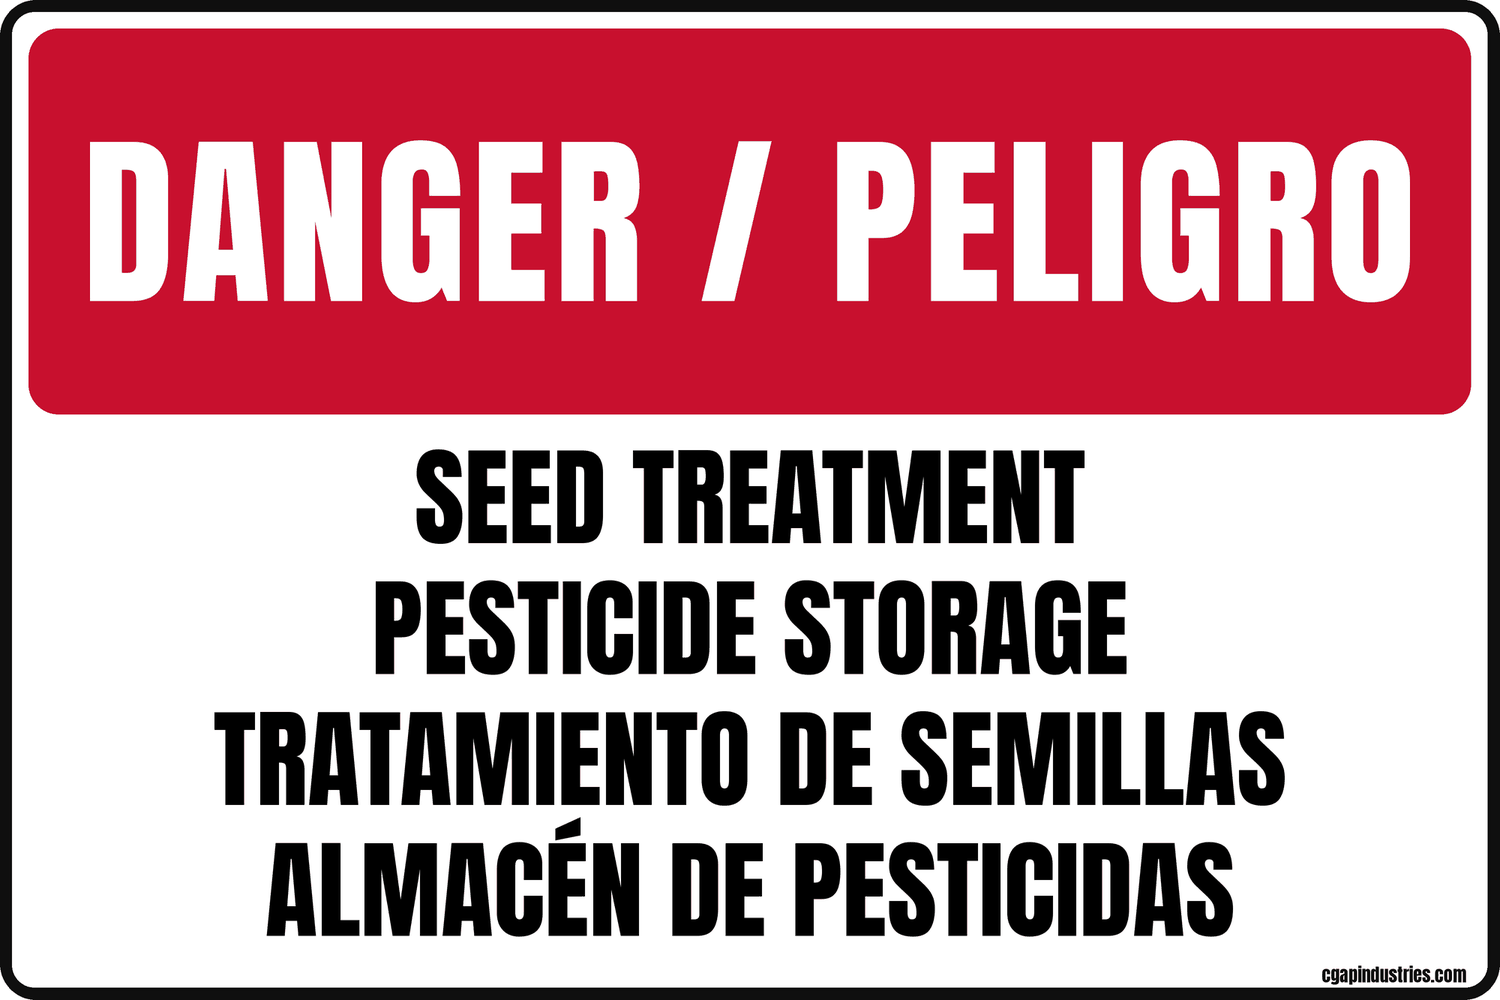 DANGER / PELIGRO
SEED TREATMENT
PESTICIDE STORAGE
TRATAMIENTO DE SEMILLAS
ALMACÉN DE PESTICIDAS
cgapindustries.com